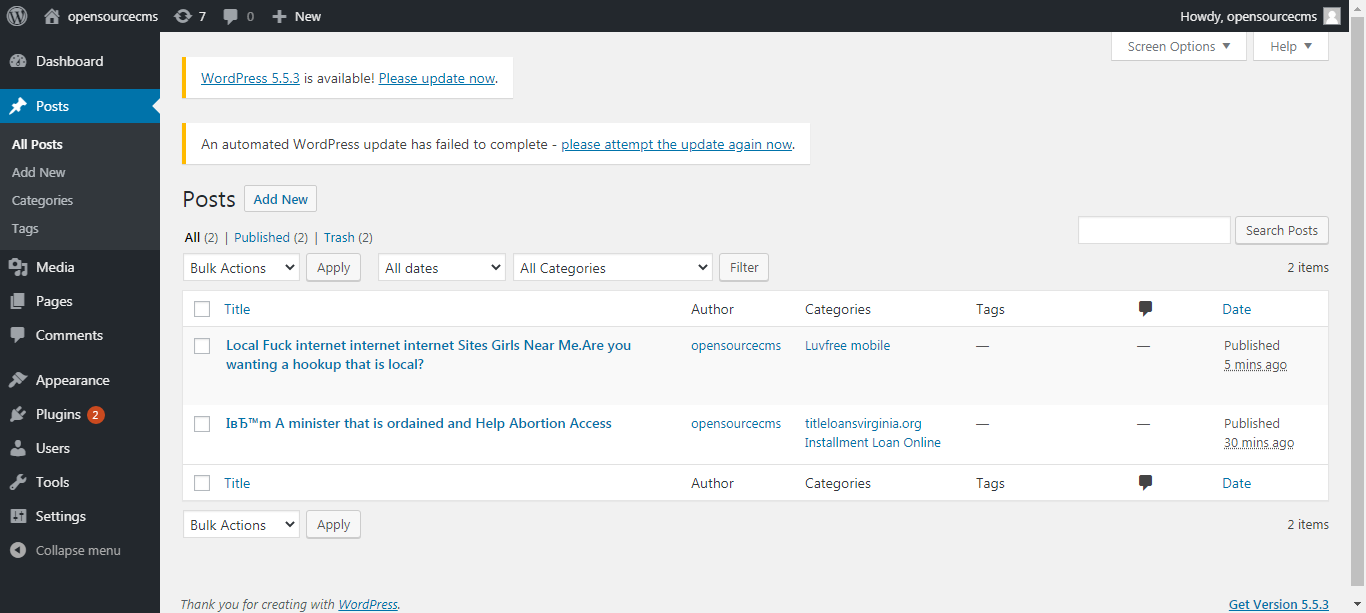 opensourcecms 7 0 New Howdy, opensourcecms
Screen Options Help
Dashboard
Posts
All Posts
Add New
Categories
Tags
Media
Pages
Comments
Appearance
Plugins 2
Users
Tools
Settings
Collapse menu
WordPress 5.5.3 is available! Please update now.
An automated WordPress update has failed to complete - please attempt the update again now.
Posts Add New
All (2) | Published (2) | Trash (2)
Search Posts
Bulk Actions Apply All dates All Categories Filter 2 items
Title Author Categories Tags Date
Local Fuck internet internet internet Sites Girls Near Me.Are you opensourcecms Luvfree mobile — — Published
wanting a hookup that is local? 5 mins ago
IвЂ™m A minister that is ordained and Help Abortion Access opensourcecms titleloansvirginia.org — — Published
Installment Loan Online 30 mins ago
Title Author Categories Tags Date
Bulk Actions Apply 2 items
Thank you for creating with WordPress. Get Version 5.5.3